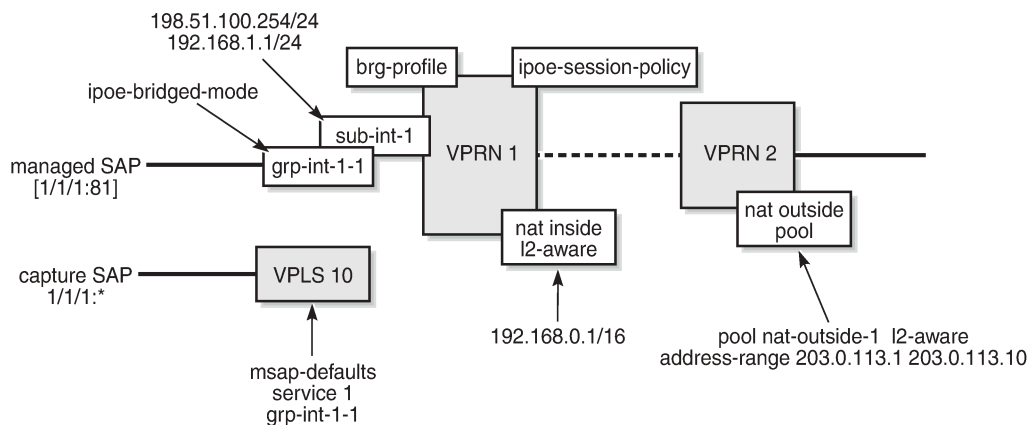 198.51.100.254/24
192.168.1.1/24
brg-profile
ipoe-session-policy
ipoe-bridged-mode
sub-int-1
VPRN 1
VPRN 2
managed SAP
[1/1/1:81]
grp-int-1-1
nat outside
pool
nat inside
l2-aware
capture SAP
1/1/1:*
VPLS 10
192.168.0.1/16
pool nat-outside-1 l2-aware
address-range 203.0.113.1 203.0.113.10
msap-defaults
service 1
grp-int-1-1